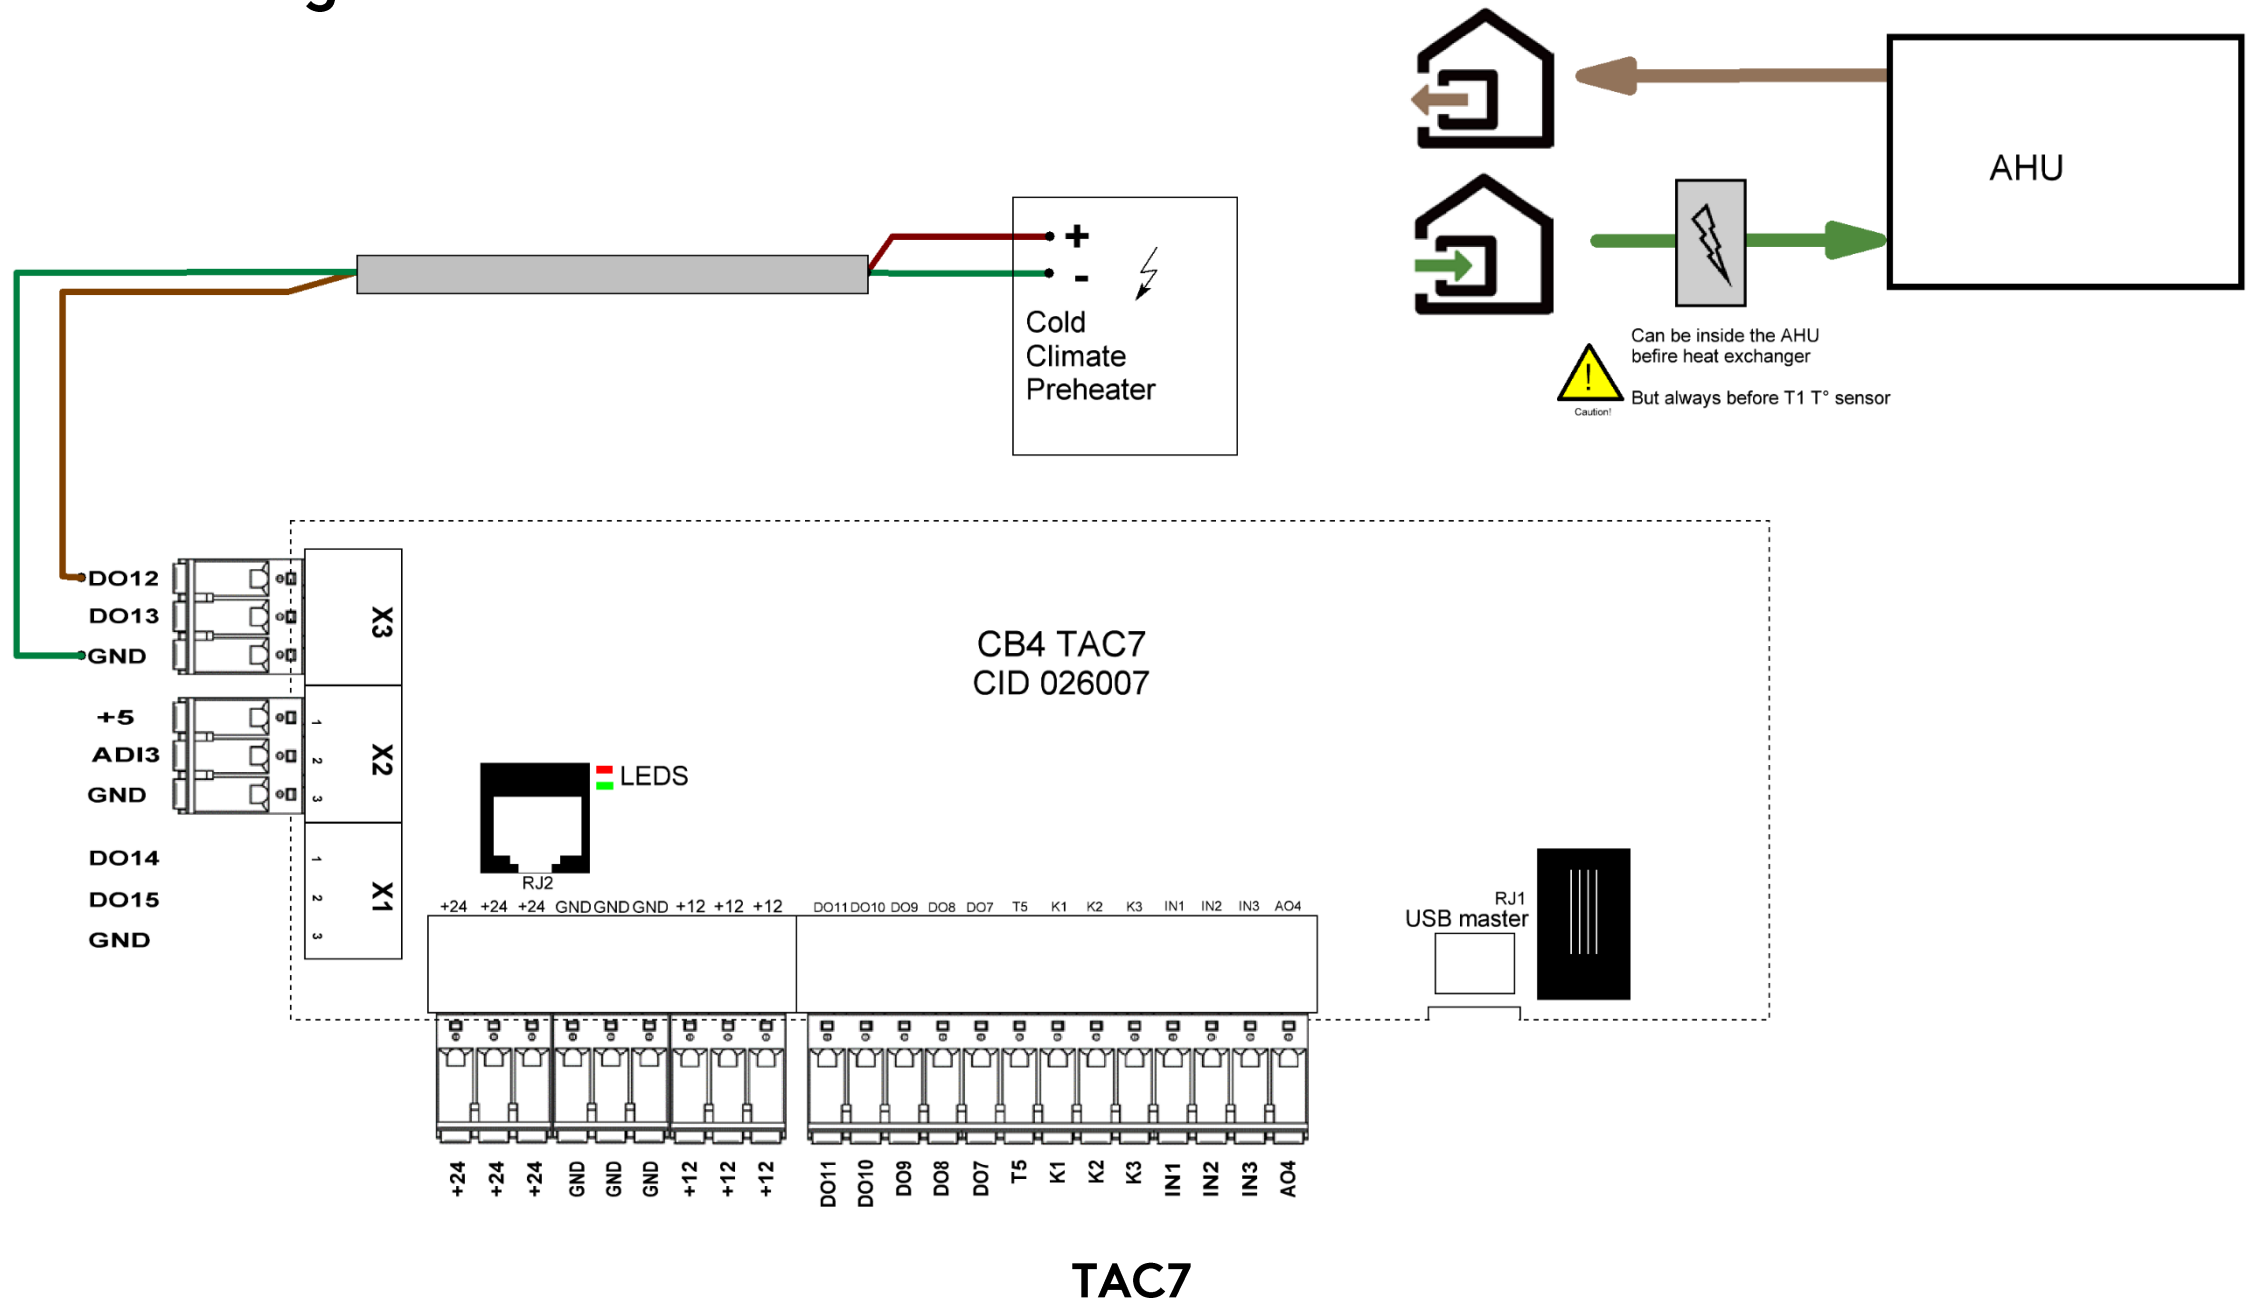 AHU
+
-
Cold
Climate
Preheater
Can be inside the AHU
befire heat exchanger
But always before T1 T° sensor
!
Caution!
DO12
DO13
GND
X3
CB4 TAC7
CID 026007
+5
ADI3
GND
1
2
3
X2
LEDS
RJ2
DO14
DO15
GND
1
2
3
X1
+24 +24 +24 GND GND GND +12 +12 +12
DO11 DO10 DO9 DO8 DO7 T5 K1 K2 K3 IN1 IN2 IN3 AO4
RJ1
USB master
+24 +24 +24 GND GND GND +12 +12 +12
DO11 DO10 DO9 DO8 DO7 T5 K1 K2 K3 IN1 IN2 IN3 AO4
TAC7